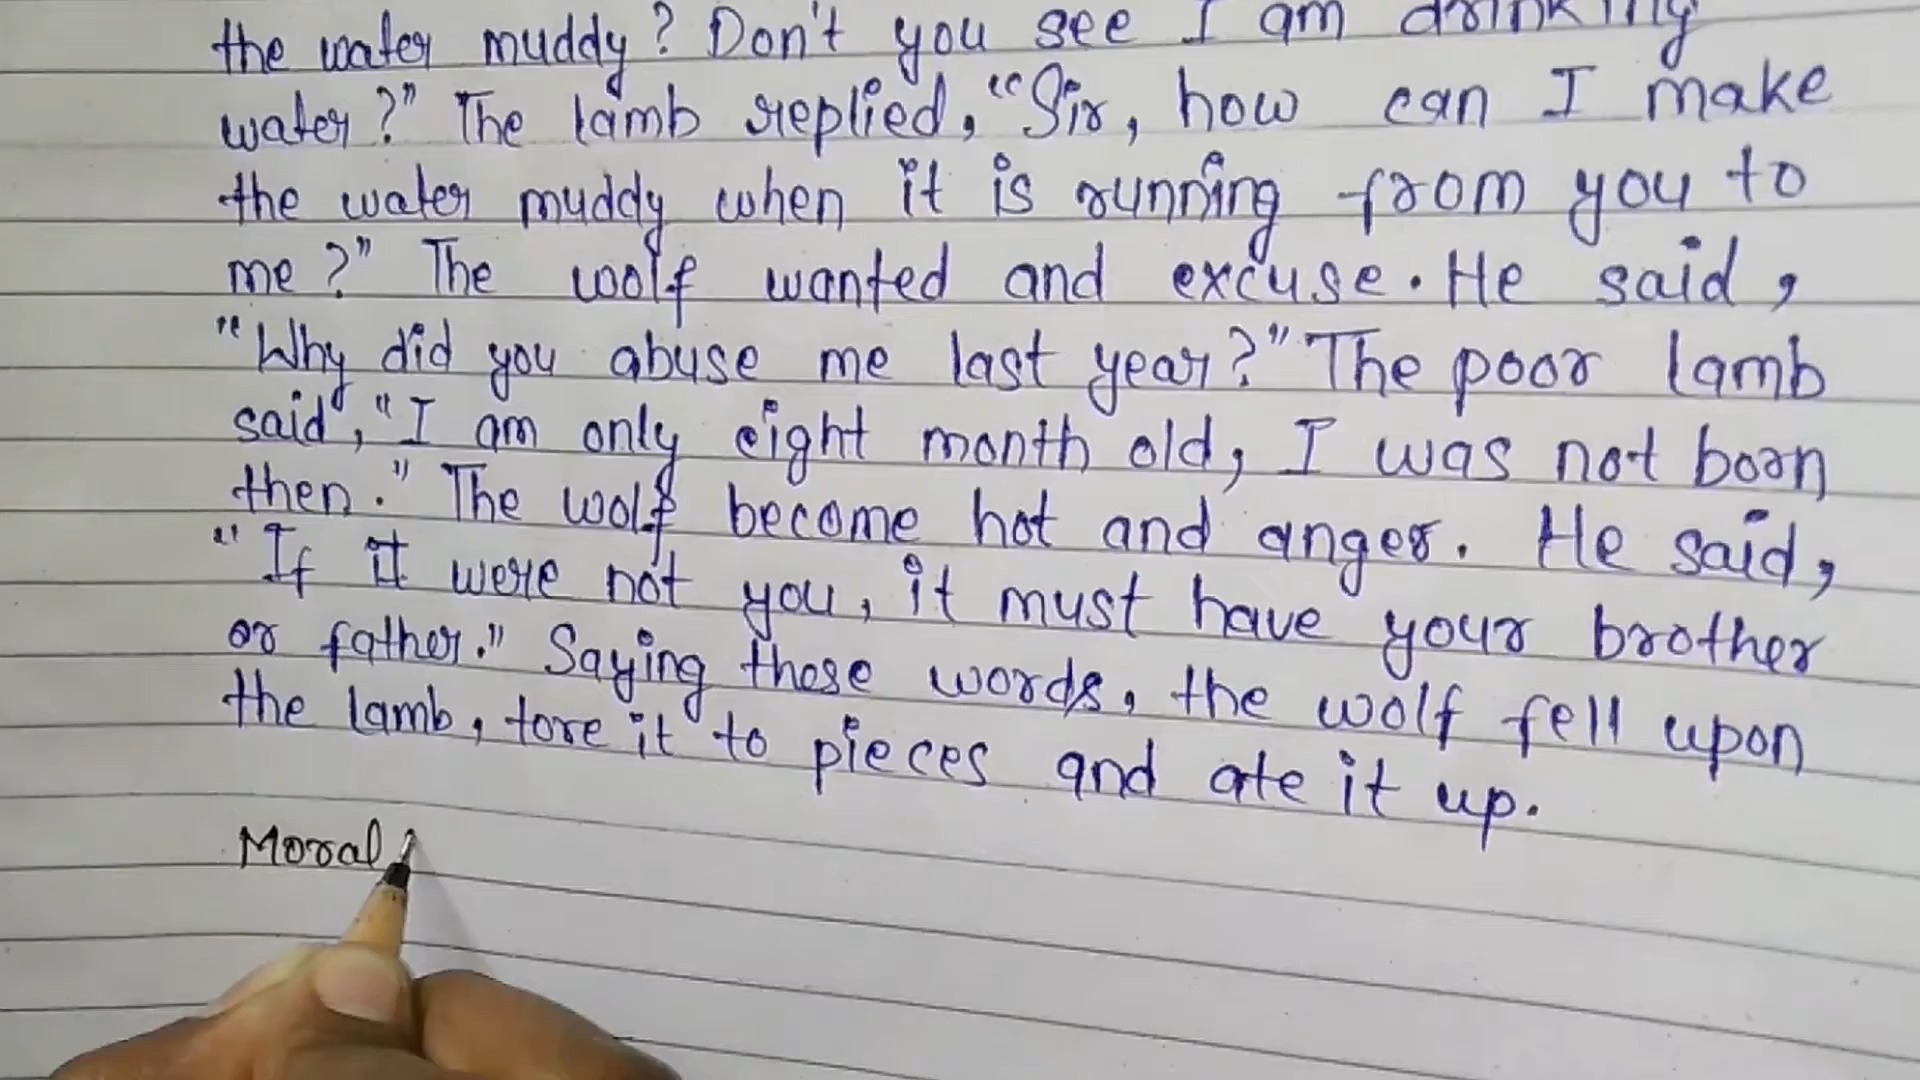 the water muddy? Don't you see I am drinking
water?" The lamb replied, "Sir, how can I make
the water muddy when it is running from you to
me?" The wolf wanted and excuse. He said,
"Why did you abuse me last year?" The poor lamb
said, "I am only eight month old, I was not born
then." The wolf become hot and anger. He said,
"If it were not you, it must have your brother
or father." Saying these words, the wolf fell upon
the lamb, tore it to pieces and ate it up.
Moral